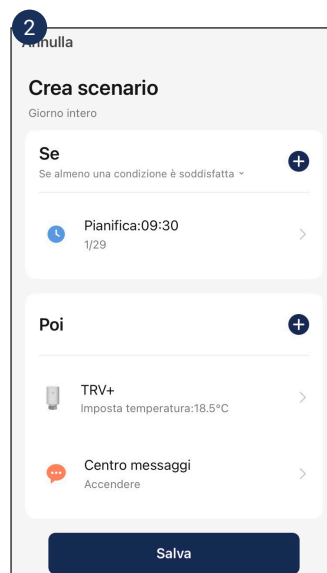 2
Annulla
Crea scenario
Giorno intero
Se
Se almeno una condizione è soddisfatta
Pianifica:09:30
1/29
Poi
TRV+
Imposta temperatura:18.5°C
Centro messaggi
Accendere
Salva